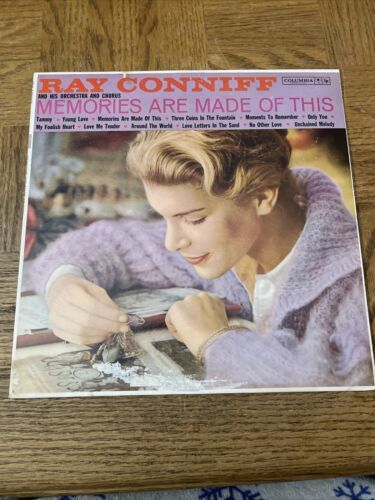 RAY CONNIFF
COLUMBIA
AND HIS ORCHESTRA AND CHORUS
MEMORIES ARE MADE OF THIS
Tammy • Young Love • Memories Are Made Of This • Three Coins In The Fountain • Moments To Remember • Only You •
My Foolish Heart • Love Me Tender • Around The World • Love Letters In The Sand • No Other Love • Unchained Melody